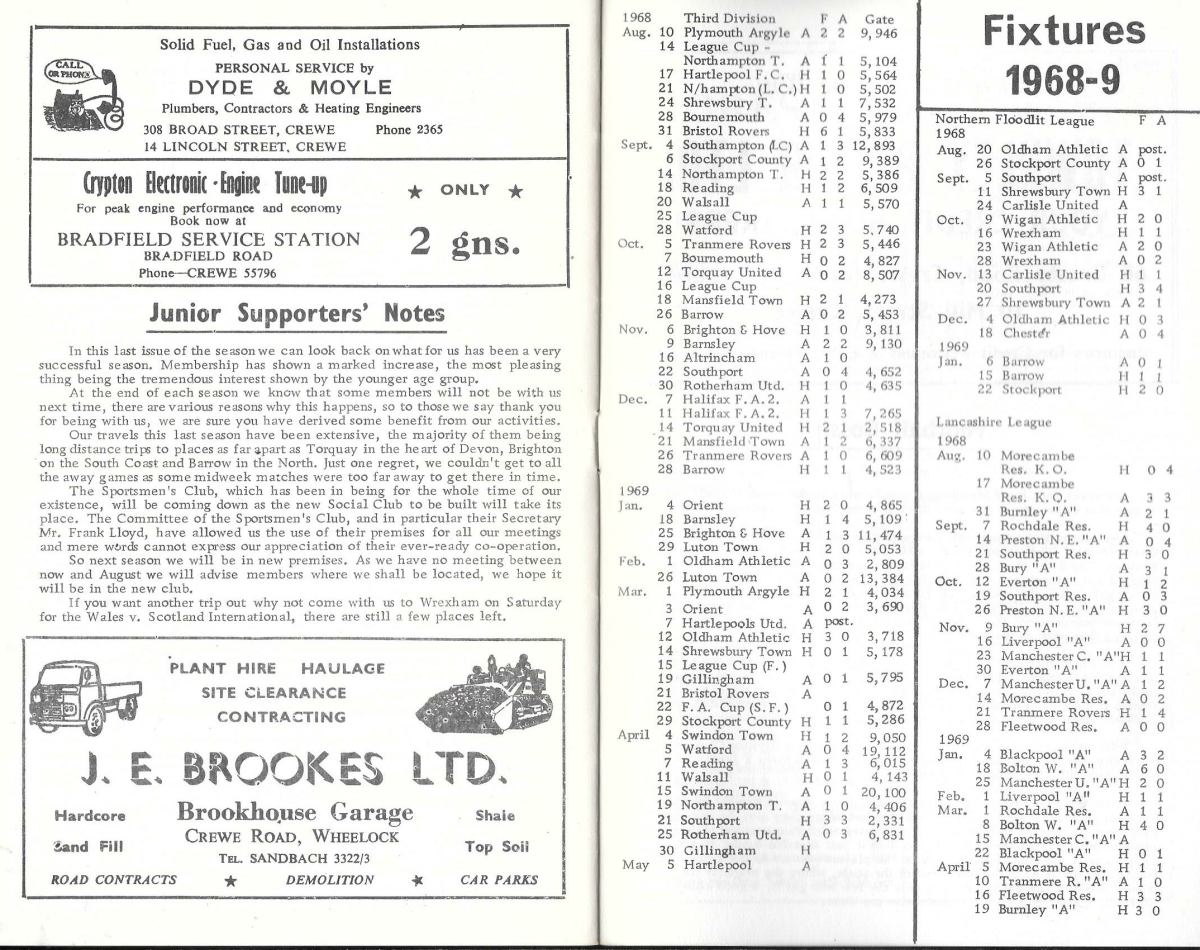 CALL
OR PHONE
Solid Fuel, Gas and Oil Installations
PERSONAL SERVICE by
DYDE & MOYLE
Plumbers, Contractors & Heating Engineers
308 BROAD STREET, CREWE Phone 2365
14 LINCOLN STREET, CREWE
Crypton Electronic-Engine Tune-up
For peak engine performance and economy
Book now at
BRADFIELD SERVICE STATION
BRADFIELD ROAD
Phone—CREWE 55796
★ ONLY ★
2 gns.
Junior Supporters' Notes
In this last issue of the season we can look back on what for us has been a very
successful season. Membership has shown a marked increase, the most pleasing
thing being the tremendous interest shown by the younger age group.
At the end of each season we know that some members will not be with us
next time, there are various reasons why this happens, so to those we say thank you
for being with us, we are sure you have derived some benefit from our activities.
Our travels this last season have been extensive, the majority of them being
long distance trips to places as far apart as Torquay in the heart of Devon, Brighton
on the South Coast and Barrow in the North. Just one regret, we couldn't get to all
the away games as some midweek matches were too far away to get there in time.
The Sportsmen's Club, which has been in being for the whole time of our
existence, will be coming down as the new Social Club to be built will take its
place. The Committee of the Sportsmen's Club, and in particular their Secretary
Mr. Frank Lloyd, have allowed us the use of their premises for all our meetings
and mere words cannot express our appreciation of their ever-ready co-operation.
So next season we will be in new premises. As we have no meeting between
now and August we will advise members where we shall be located, we hope it
will be in the new club.
If you want another trip out why not come with us to Wrexham on Saturday
for the Wales v. Scotland International, there are still a few places left.
PLANT HIRE HAULAGE
SITE CLEARANCE
CONTRACTING
J. E. BROOKES LTD.
Hardcore Brookhouse Garage Shale
CREWE ROAD, WHEELOCK
Sand Fill Top Soil
TEL. SANDBACH 3322/3
ROAD CONTRACTS ★ DEMOLITION ★ CAR PARKS
1968 Third Division F A Gate
Aug. 10 Plymouth Argyle A 2 2 9,946
14 League Cup -
Northampton T. A 1 1 5,104
17 Hartlepool F.C. H 1 0 5,564
21 N/hampton (L.C.) H 1 0 5,502
24 Shrewsbury T. A 1 1 7,532
28 Bournemouth A 0 4 5,979
31 Bristol Rovers H 6 1 5,833
Sept. 4 Southampton (LC) A 1 3 12,893
6 Stockport County A 1 2 9,389
14 Northampton T. H 2 2 5,386
18 Reading H 1 2 6,509
20 Walsall A 1 1 5,570
25 League Cup
28 Watford H 2 3 5,740
Oct. 5 Tranmere Rovers H 2 3 5,446
7 Bournemouth H 0 2 4,827
12 Torquay United A 0 2 8,507
16 League Cup
18 Mansfield Town H 2 1 4,273
26 Barrow A 0 2 5,453
Nov. 6 Brighton & Hove H 1 0 3,811
9 Barnsley A 2 2 9,130
16 Altrincham A 1 0
22 Southport A 0 4 4,652
30 Rotherham Utd. H 1 0 4,635
Dec. 7 Halifax F.A.2. A 1 1
11 Halifax F.A.2. H 1 3 7,265
14 Torquay United H 2 1 2,518
21 Mansfield Town A 1 2 6,337
26 Tranmere Rovers A 1 0 6,609
28 Barrow H 1 1 4,523
1969
Jan. 4 Orient H 2 0 4,865
18 Barnsley H 1 4 5,109
25 Brighton & Hove A 1 3 11,474
29 Luton Town H 2 0 5,053
Feb. 1 Oldham Athletic A 0 3 2,809
26 Luton Town A 0 2 13,384
Mar. 1 Plymouth Argyle H 2 1 4,034
3 Orient A 0 2 3,690
7 Hartlepools Utd. A post.
12 Oldham Athletic H 3 0 3,718
14 Shrewsbury Town H 0 1 5,178
15 League Cup (F.)
19 Gillingham A 0 1 5,795
21 Bristol Rovers A
22 F.A. Cup (S.F.) 0 1 4,872
29 Stockport County H 1 1 5,286
April 4 Swindon Town H 1 2 9,050
5 Watford A 0 4 19,112
7 Reading A 1 3 6,015
11 Walsall H 0 1 4,143
15 Swindon Town A 0 1 20,100
19 Northampton T. A 1 0 4,406
21 Southport H 3 3 2,331
25 Rotherham Utd. A 0 3 6,831
30 Gillingham H
May 5 Hartlepool A
Fixtures
1968-9
Northern Floodlit League F A
1968
Aug. 20 Oldham Athletic A post.
26 Stockport County A 0 1
Sept. 5 Southport A post.
11 Shrewsbury Town H 3 1
24 Carlisle United A
Oct. 9 Wigan Athletic H 2 0
16 Wrexham H 1 1
23 Wigan Athletic A 2 0
28 Wrexham A 0 2
Nov. 13 Carlisle United H 1 1
20 Southport H 3 4
27 Shrewsbury Town A 2 1
Dec. 4 Oldham Athletic H 0 3
18 Chester A 0 4
1969
Jan. 6 Barrow A 0 1
15 Barrow H 1 1
22 Stockport H 2 0
Lancashire League
1968
Aug. 10 Morecambe
Res. K.O. H 0 4
17 Morecambe
Res. K.O. A 3 3
31 Burnley "A" A 2 1
Sept. 7 Rochdale Res. H 4 0
14 Preston N.E. "A" A 0 4
21 Southport Res. H 3 0
28 Bury "A" A 3 1
Oct. 12 Everton "A" H 1 2
19 Southport Res. A 0 3
26 Preston N.E. "A" H 3 0
Nov. 9 Bury "A" H 2 7
16 Liverpool "A" A 0 0
23 Manchester C. "A" H 1 1
30 Everton "A" A 1 1
Dec. 7 Manchester U. "A" A 1 2
14 Morecambe Res. A 0 2
21 Tranmere Rovers H 1 4
28 Fleetwood Res. A 0 0
1969
Jan. 4 Blackpool "A" A 3 2
18 Bolton W. "A" A 6 0
25 Manchester U. "A" H 2 0
Feb. 1 Liverpool "A" H 1 1
Mar. 1 Rochdale Res. A 1 1
8 Bolton W. "A" H 4 0
15 Manchester C. "A" A
22 Blackpool "A" H 0 1
April 5 Morecambe Res. H 1 1
10 Tranmere R. "A" A 1 0
16 Fleetwood Res. H 3 3
19 Burnley "A" H 3 0